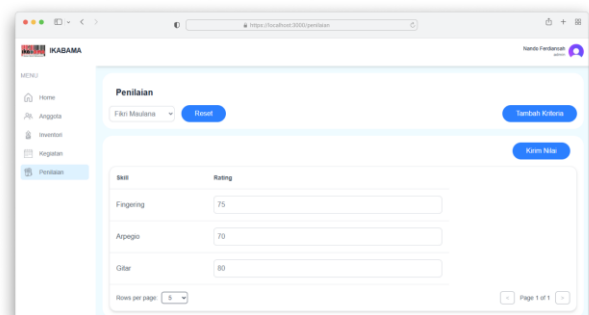 https://localhost:3000/penilaian
IKABAMA
Nanda Ferdiansah
admin
MENU
Home
Anggota
Inventori
Kegiatan
Penilaian
Penilaian
Fikri Maulana
Reset
Tambah Kriteria
Kirim Nilai
Skill Rating
Fingering 75
Arpegio 70
Gitar 80
Rows per page: 5
Page 1 of 1